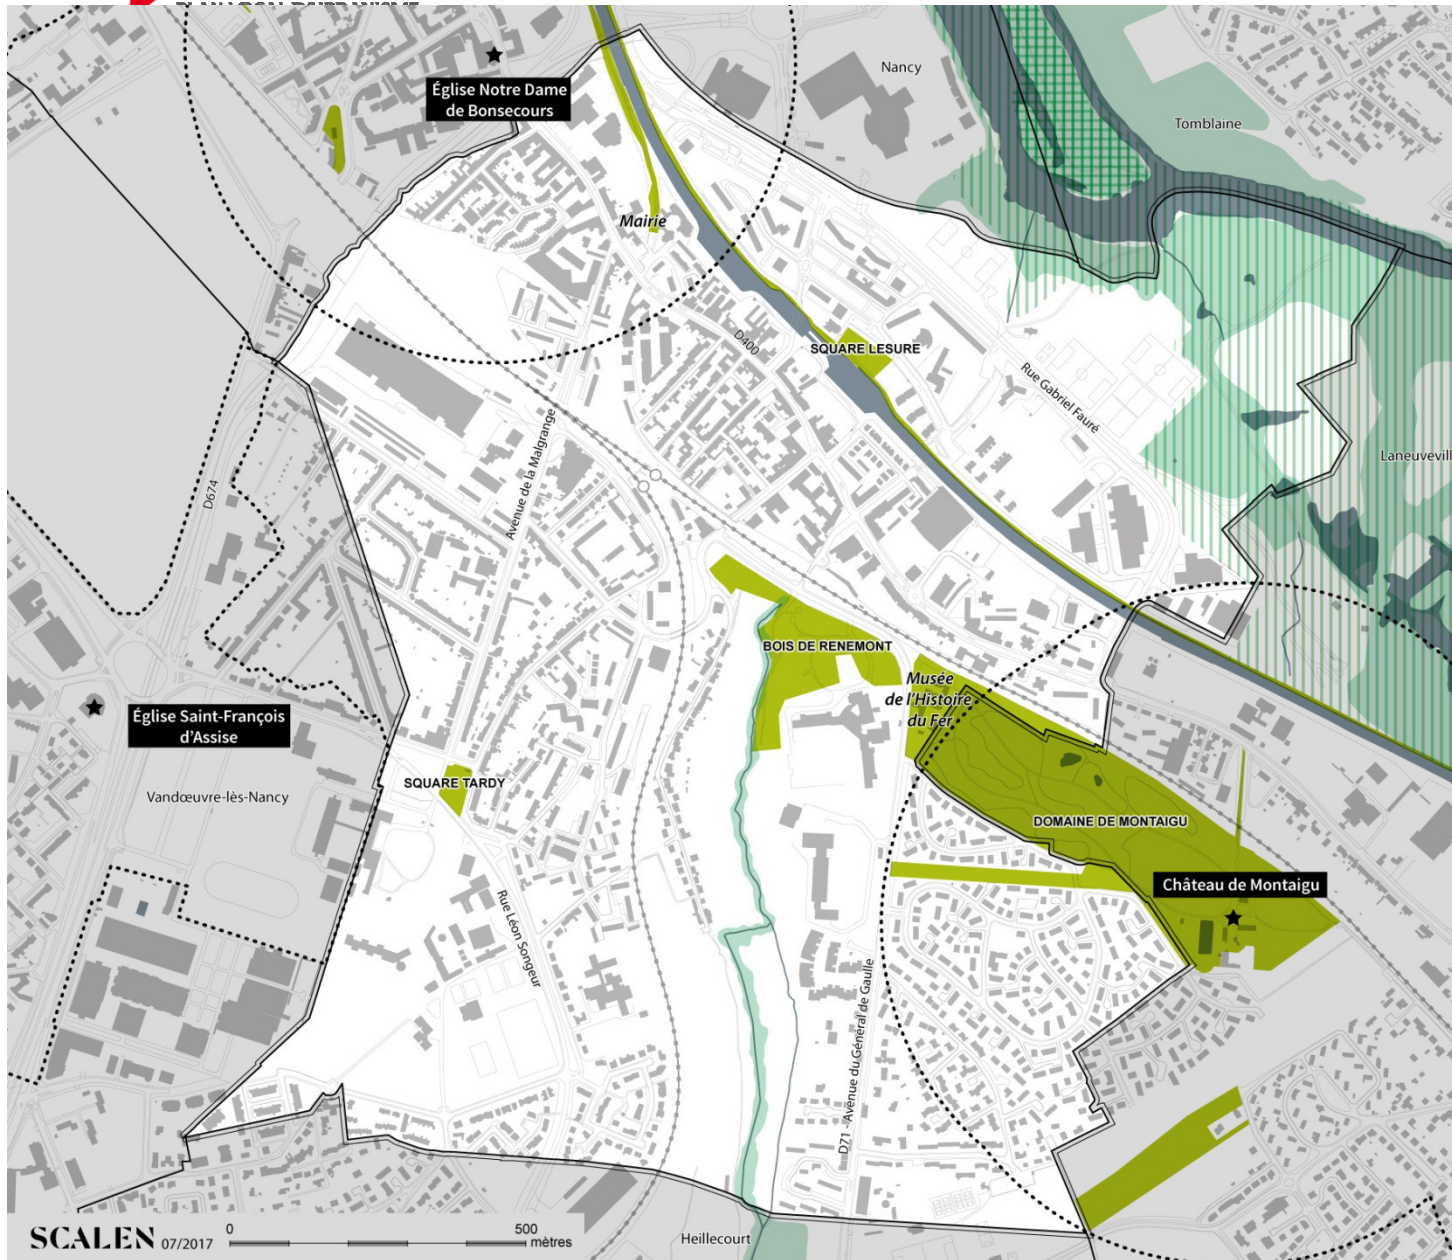 Nancy
Église Notre Dame
de Bonsecours
Tomblaine
Mairie
D400
SQUARE LESURE
Rue Gabriel Fauré
Avenue de la Malgrange
Laneuvevill
D674
BOIS DE RENEMONT
Musée
de l'Histoire
du Fer
Église Saint-François
d'Assise
SQUARE TARDY
Vandœuvre-lès-Nancy
DOMAINE DE MONTAIGU
Château de Montaigu
Rue Léon Songeur
D71 - Avenue du Général de Gaulle
SCALEN 07/2017
0 500
mètres
Heillecourt